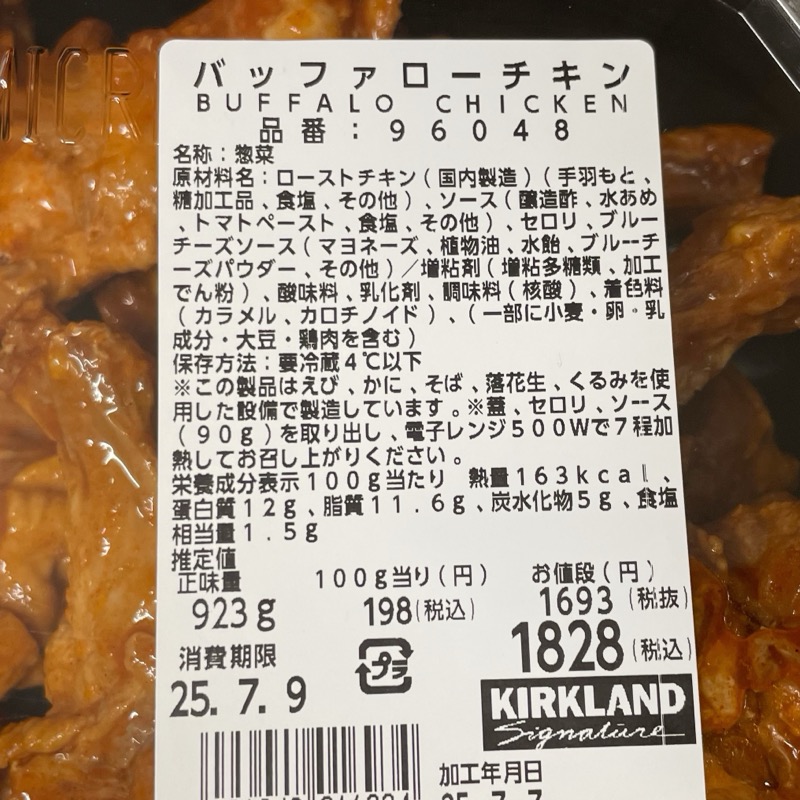 MICR
バッファローチキン
BUFFALO CHICKEN
品番:96048
名称:惣菜
原材料名:ローストチキン(国内製造)(手羽もと、
糖加工品、食塩、その他)、ソース(醸造酢、水あめ
、トマトペースト、食塩、その他)、セロリ、ブルー
チーズソース(マヨネーズ、植物油、水飴、ブルーチ
ーズパウダー、その他)/増粘剤(増粘多糖類、加工
でん粉)、酸味料、乳化剤、調味料(核酸)、着色料
(カラメル、カロチノイド)、(一部に小麦・卵・乳
成分・大豆・鶏肉を含む)
保存方法:要冷蔵4℃以下
※この製品はえび、かに、そば、落花生、くるみを使
用した設備で製造しています。※蓋、セロリ、ソース
(90g)を取り出し、電子レンジ500Wで7程加
熱してお召し上がりください。
栄養成分表示100g当たり 熱量163kcal、
蛋白質12g、脂質11.6g、炭水化物5g、食塩
相当量1.5g
推定値
正味量 100g当り(円) お値段(円)
923g 198(税込) 1693(税抜)
1828(税込)
消費期限 プラ
25.7.9
KIRKLAND
Signature
加工年月日
25.7.7